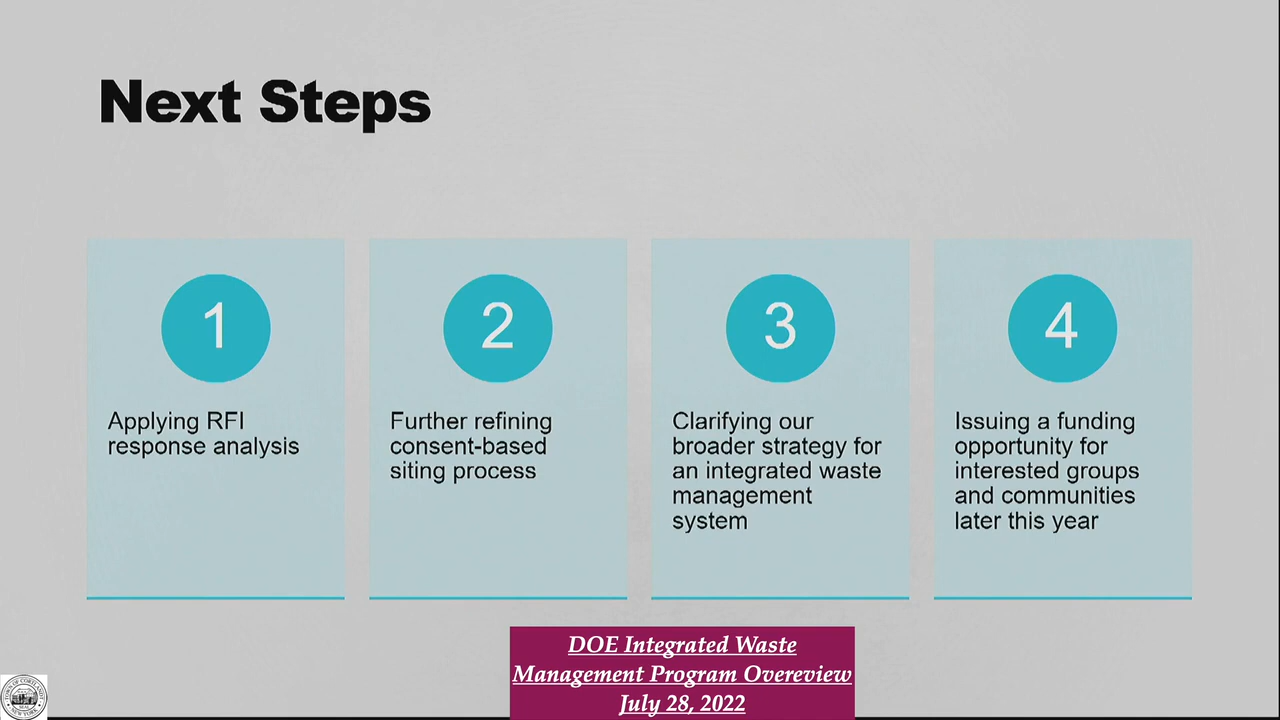 Next Steps
1
Applying RFI
response analysis
2
Further refining
consent-based
siting process
3
Clarifying our
broader strategy for
an integrated waste
management
system
4
Issuing a funding
opportunity for
interested groups
and communities
later this year
DOE Integrated Waste
Management Program Overeview
July 28, 2022